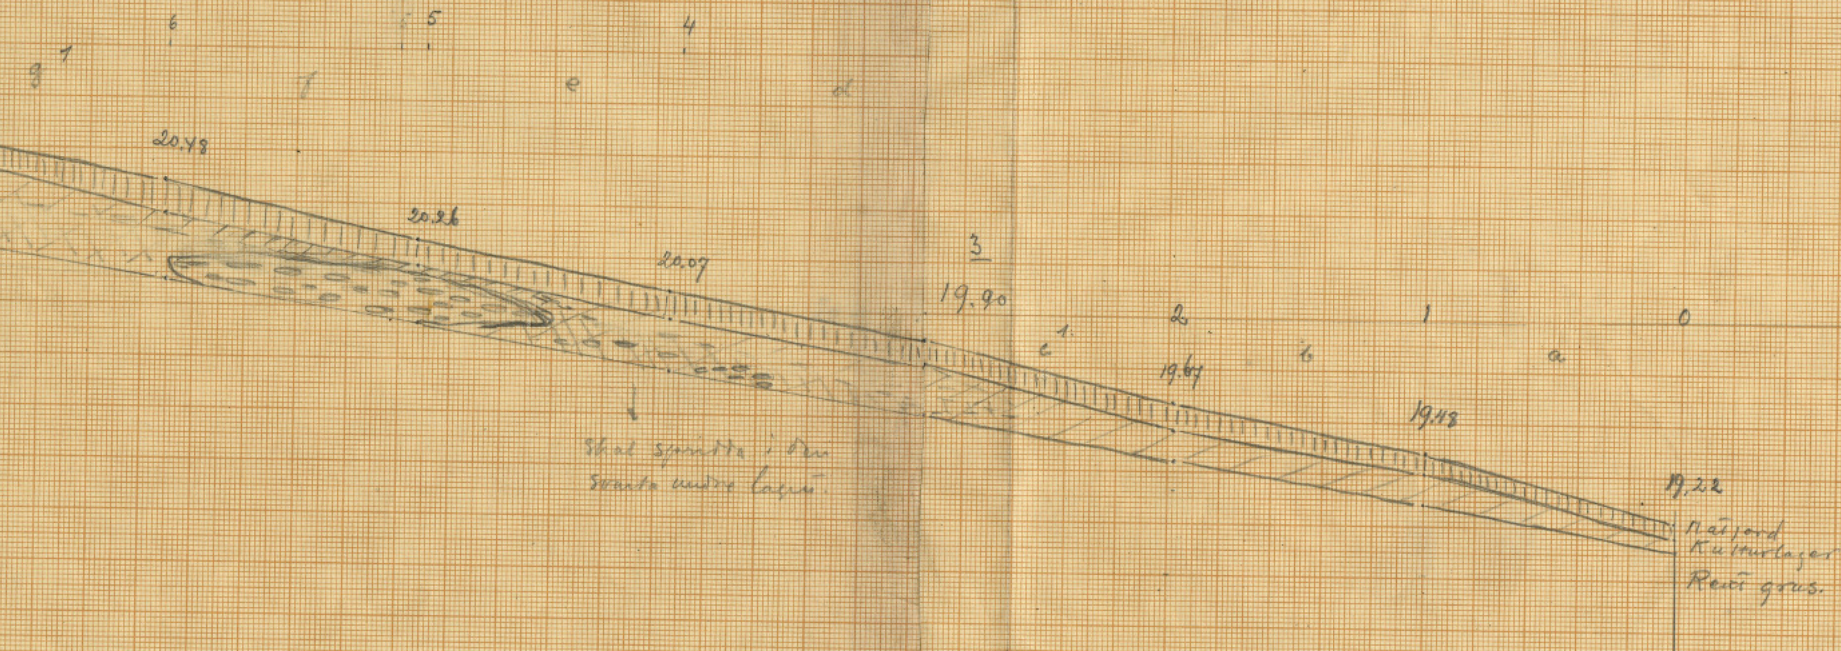 6 5 4
g 1 f e d
20.48
20.26
20.07
3
19.90
2 1 0
c 1. b a
19.67
19.48
19,22
Matjord
Kulturlager
Rent grus.
Skal spridda i den
svarta undre lagret.